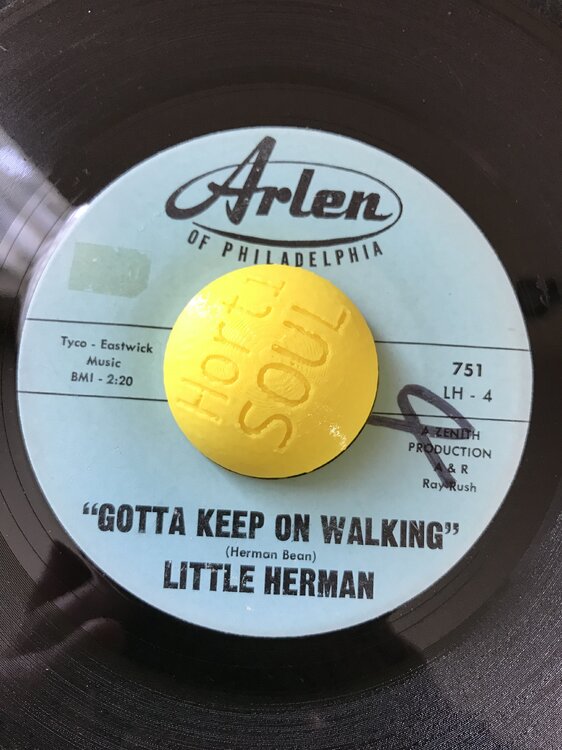 Arlen
OF PHILADELPHIA
Horti
SOUL
Tyco - Eastwick
Music
BMI - 2:20
751
LH - 4
A ZENITH
PRODUCTION
A & R
Ray Rush
"GOTTA KEEP ON WALKING"
(Herman Bean)
LITTLE HERMAN